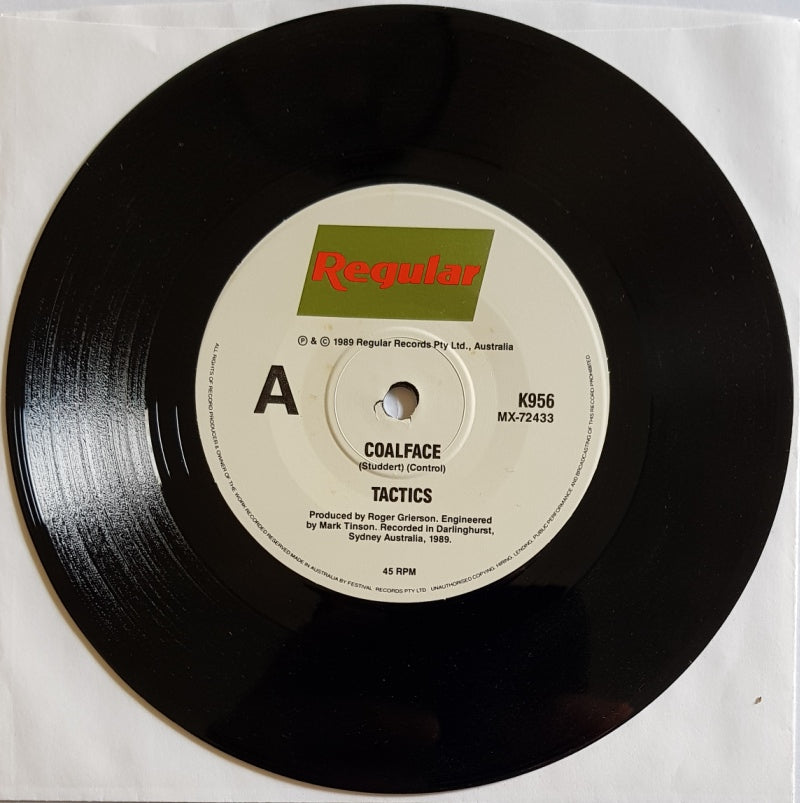 Regular
Ⓟ & © 1989 Regular Records Pty Ltd., Australia
A
K956
MX-72433
COALFACE
(Studdert) (Control)
TACTICS
Produced by Roger Grierson. Engineered
by Mark Tinson. Recorded in Darlinghurst,
Sydney Australia, 1989.
45 RPM
ALL RIGHTS OF RECORD PRODUCER & OWNER OF THE WORK RECORDED RESERVED MADE IN AUSTRALIA BY FESTIVAL RECORDS PTY LTD UNAUTHORISED COPYING, HIRING, LENDING, PUBLIC PERFORMANCE AND BROADCASTING OF THIS RECORD PROHIBITED